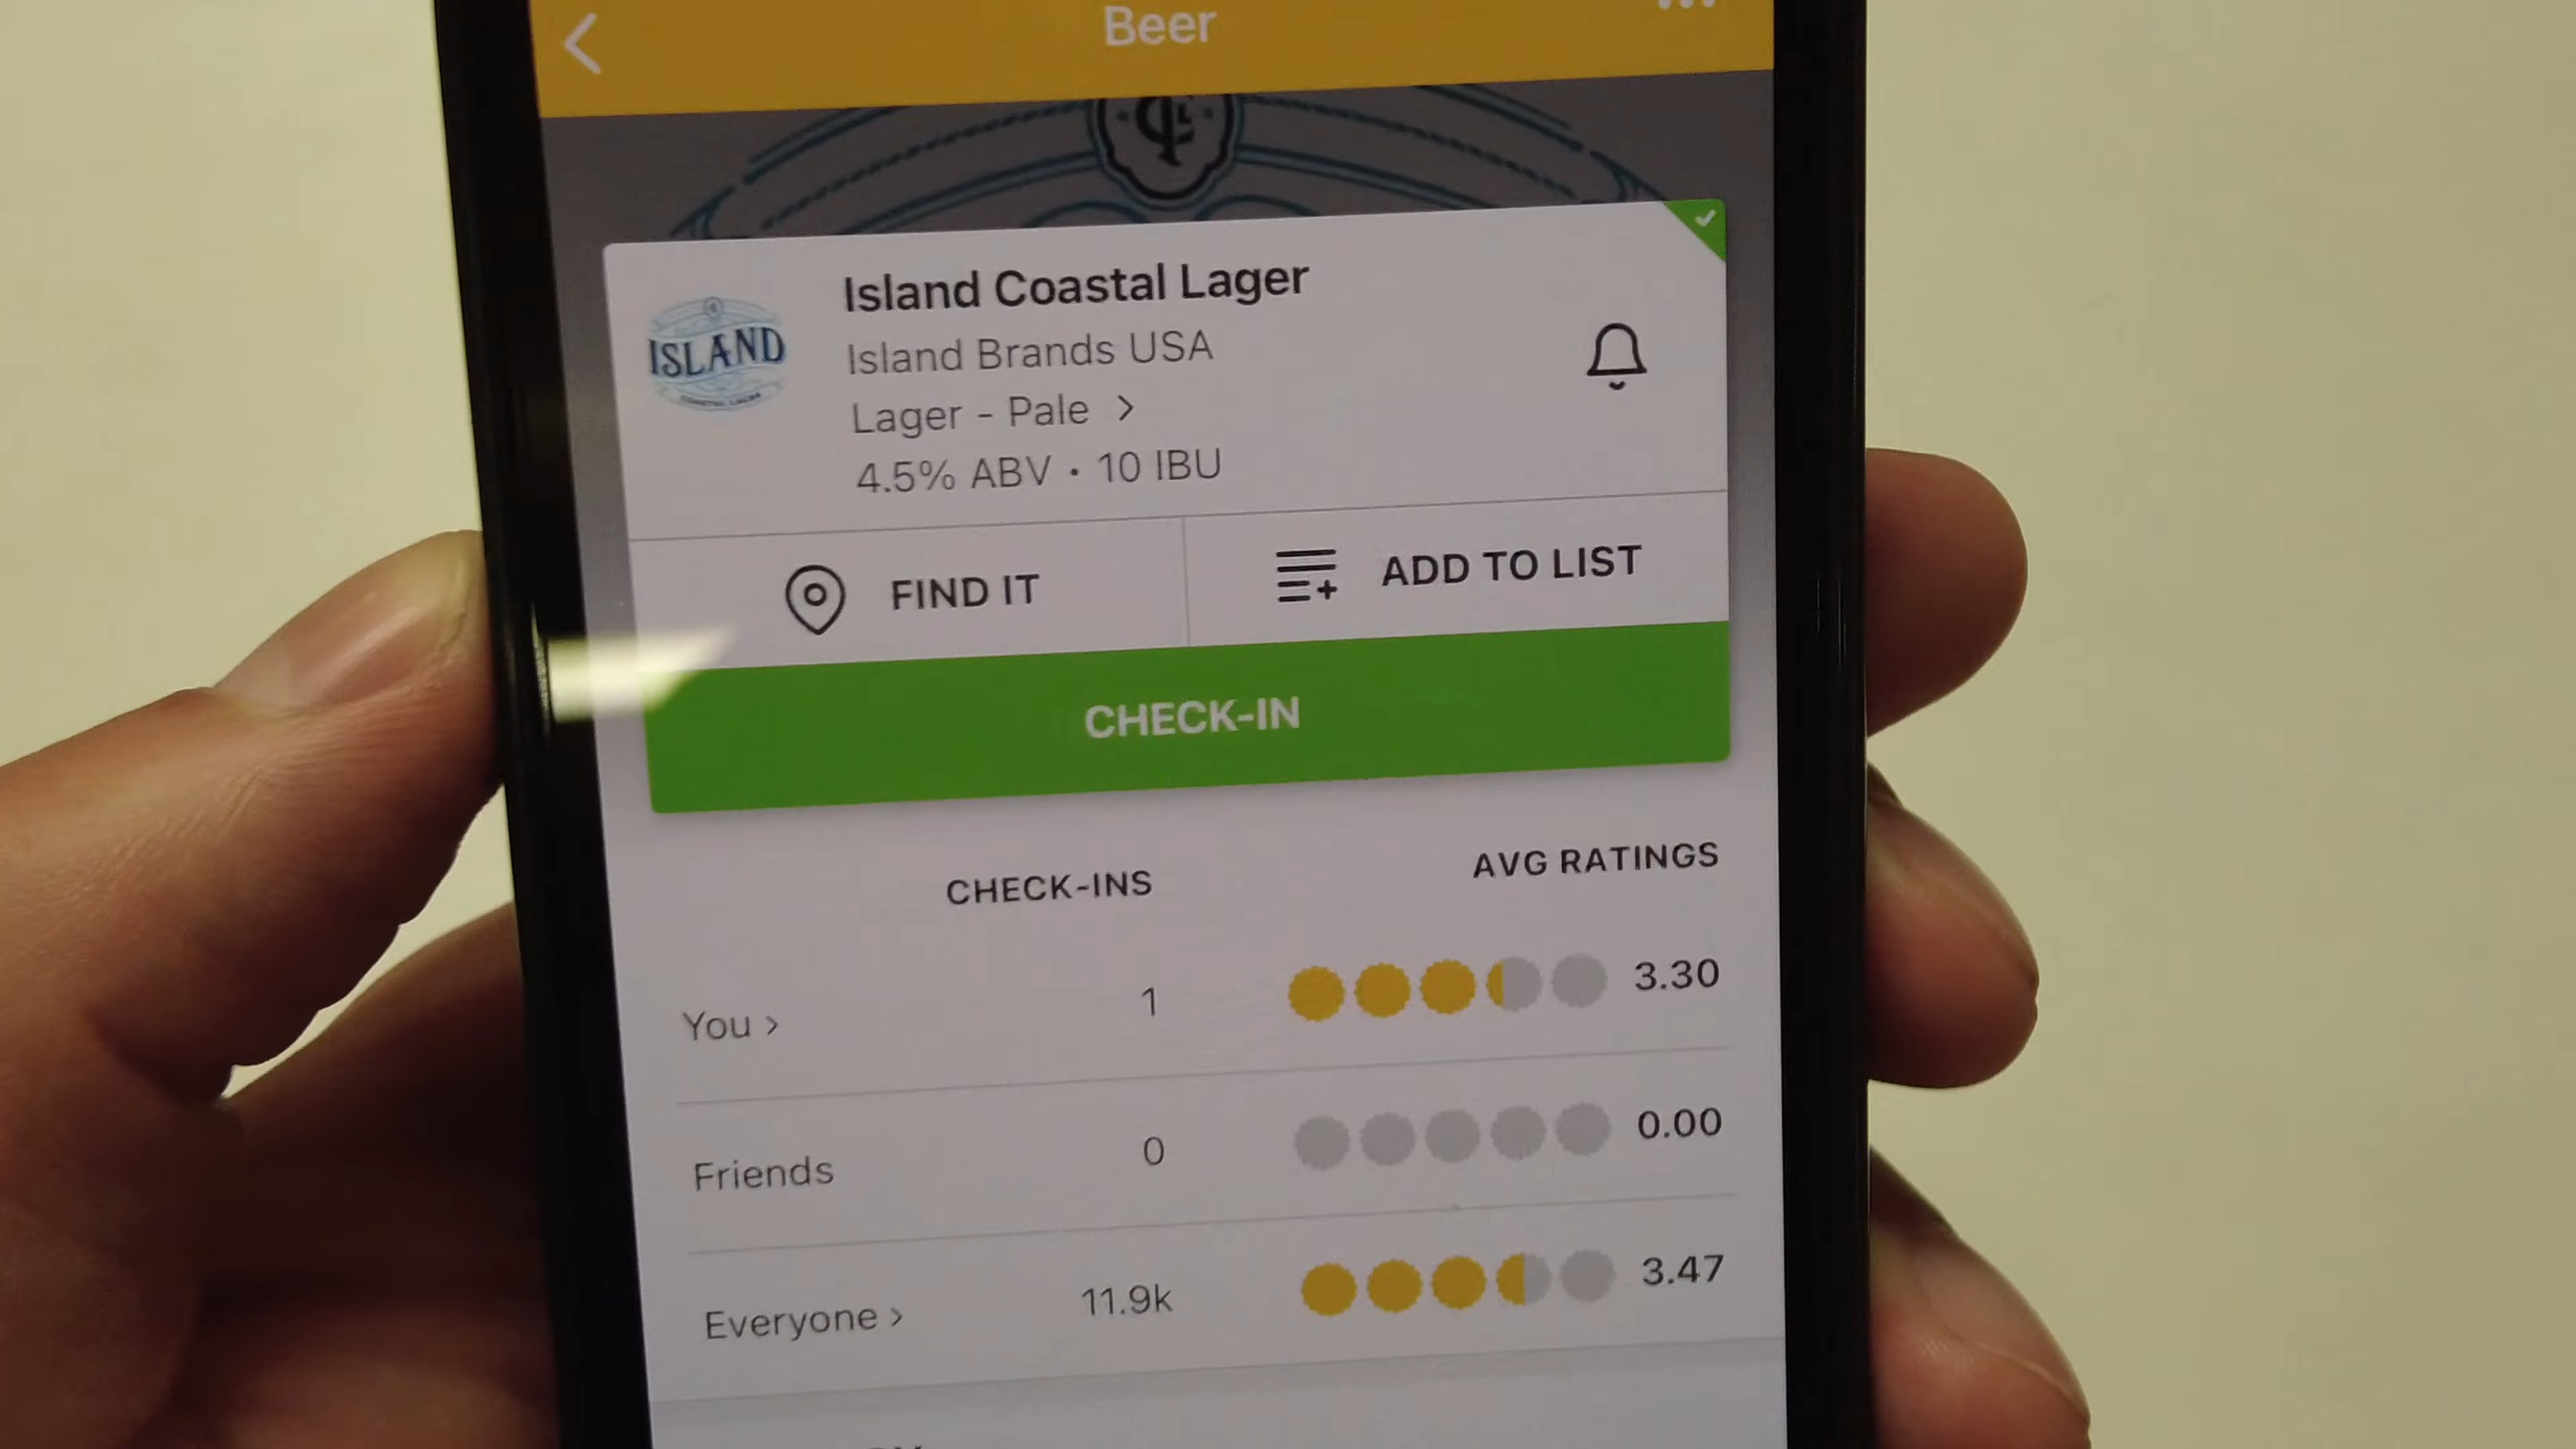 Beer
Island Coastal Lager
ISLAND
COASTAL LAGER
Island Brands USA
Lager - Pale >
4.5% ABV • 10 IBU
FIND IT
ADD TO LIST
CHECK-IN
CHECK-INS
AVG RATINGS
You > 1 3.30
Friends 0 0.00
Everyone > 11.9k 3.47